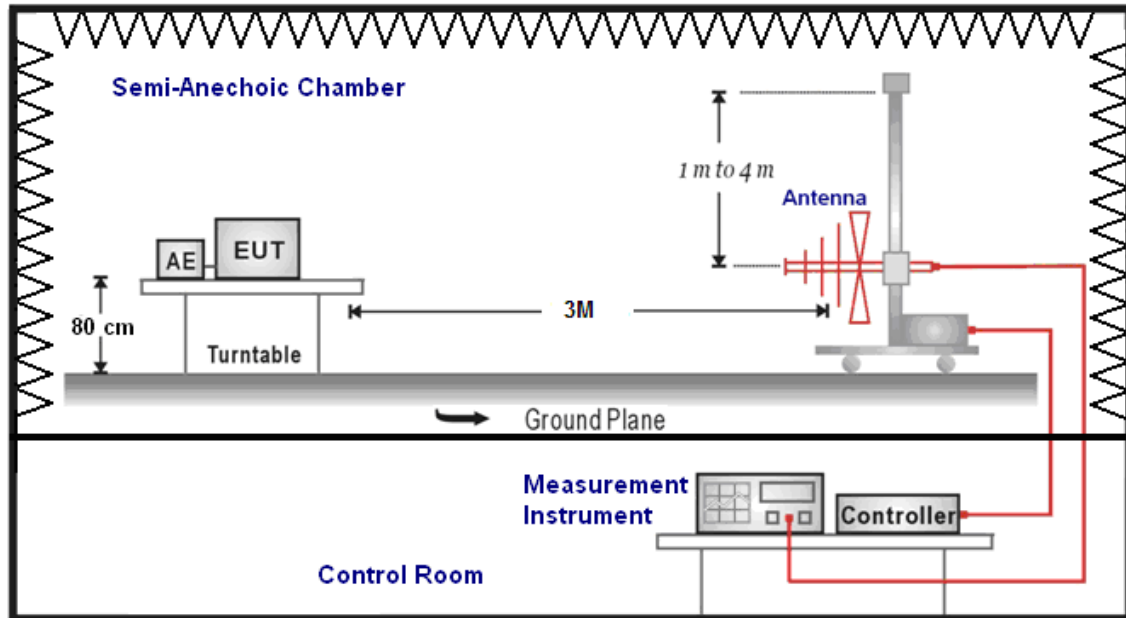 Semi-Anechoic Chamber
1 m to 4 m
Antenna
AE
EUT
3M
80 cm
Turntable
Ground Plane
Measurement
Instrument
Controller
Control Room